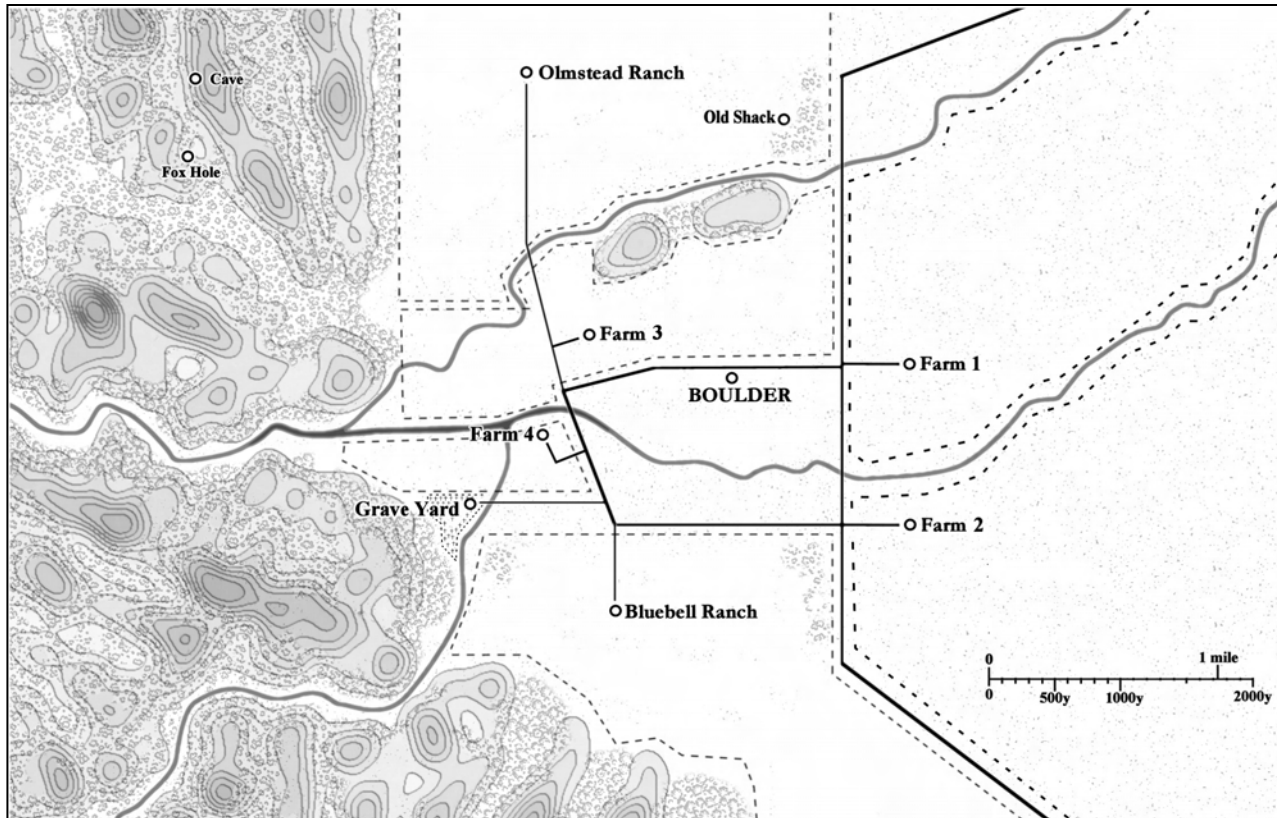 Olmstead Ranch
Cave
Old Shack
Fox Hole
Farm 3
Farm 1
BOULDER
Farm 4
Grave Yard
Farm 2
Bluebell Ranch
0 1 mile
0 500y 1000y 2000y